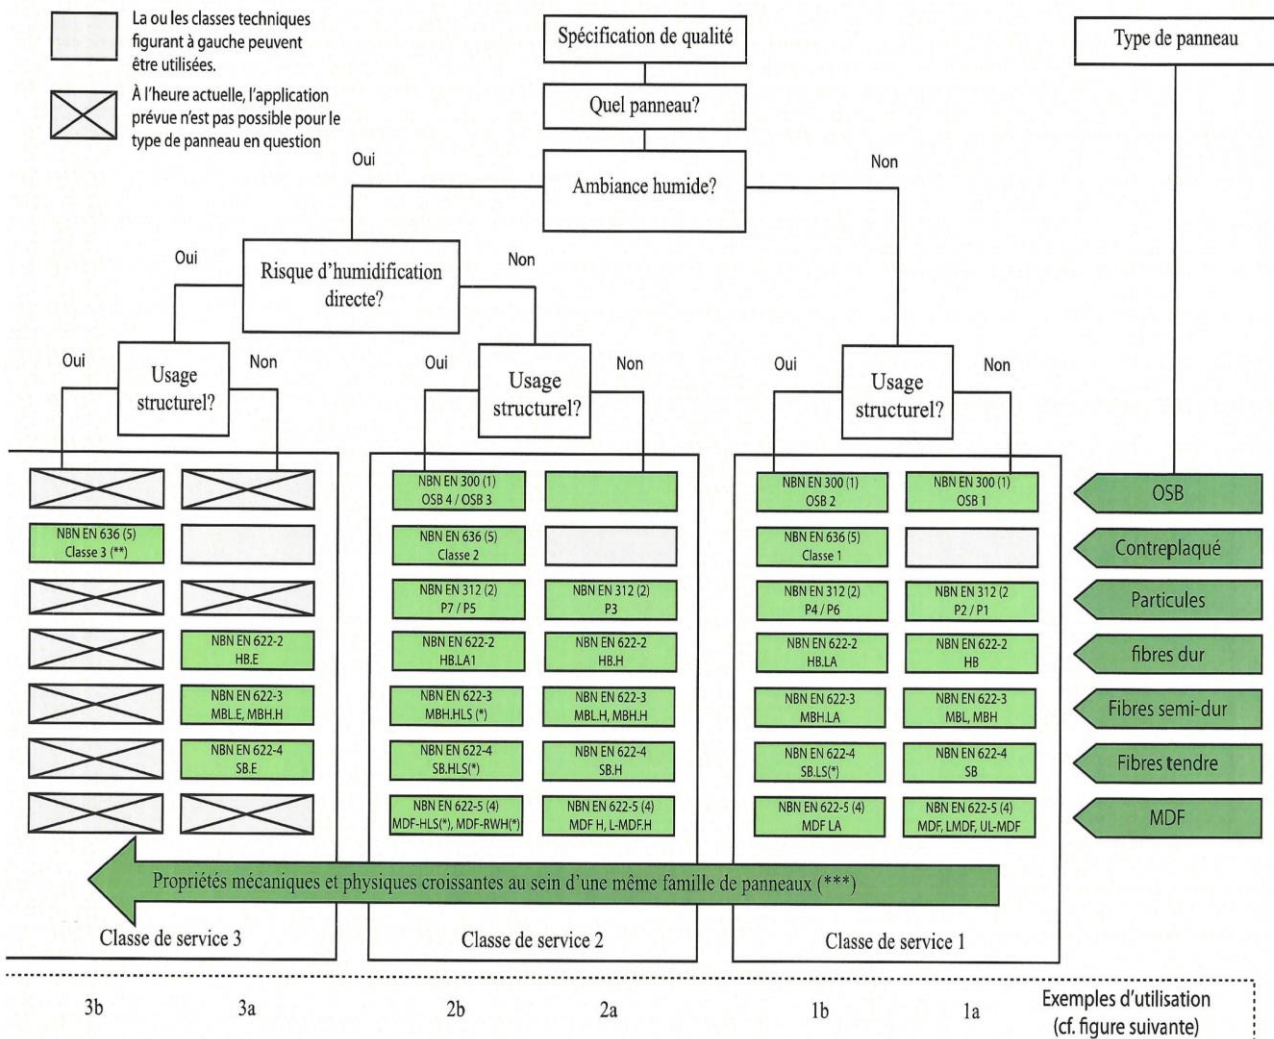 La ou les classes techniques
figurant à gauche peuvent
être utilisées.
À l'heure actuelle, l'application
prévue n'est pas possible pour le
type de panneau en question
Spécification de qualité
Type de panneau
Quel panneau?
Oui
Ambiance humide?
Non
Oui
Risque d'humidification
directe?
Non
Oui
Usage
structurel?
Non
Oui
Usage
structurel?
Non
Oui
Usage
structurel?
Non
NBN EN 300 (1)
OSB 4 / OSB 3
NBN EN 300 (1)
OSB 2
NBN EN 300 (1)
OSB 1
OSB
NBN EN 636 (5)
Classe 3 (**)
NBN EN 636 (5)
Classe 2
NBN EN 636 (5)
Classe 1
Contreplaqué
NBN EN 312 (2)
P7 / P5
NBN EN 312 (2)
P3
NBN EN 312 (2)
P4 / P6
NBN EN 312 (2
P2 / P1
Particules
NBN EN 622-2
HB.E
NBN EN 622-2
HB.LA1
NBN EN 622-2
HB.H
NBN EN 622-2
HB.LA
NBN EN 622-2
HB
fibres dur
NBN EN 622-3
MBL.E, MBH.H
NBN EN 622-3
MBH.HLS (*)
NBN EN 622-3
MBL.H, MBH.H
NBN EN 622-3
MBH.LA
NBN EN 622-3
MBL, MBH
Fibres semi-dur
NBN EN 622-4
SB.E
NBN EN 622-4
SB.HLS(*)
NBN EN 622-4
SB.H
NBN EN 622-4
SB.LS(*)
NBN EN 622-4
SB
Fibres tendre
NBN EN 622-5 (4)
MDF-HLS(*), MDF-RWH(*)
NBN EN 622-5 (4)
MDF H, L-MDF.H
NBN EN 622-5 (4)
MDF LA
NBN EN 622-5 (4)
MDF, LMDF, UL-MDF
MDF
Propriétés mécaniques et physiques croissantes au sein d'une même famille de panneaux (***)
Classe de service 3
Classe de service 2
Classe de service 1
3b
3a
2b
2a
1b
1a
Exemples d'utilisation
(cf. figure suivante)